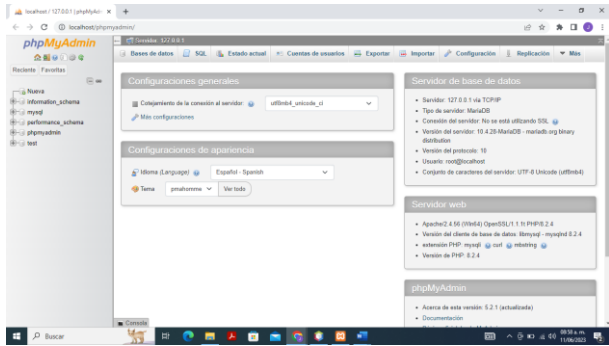 localhost / 127.0.0.1 | phpMyAd
localhost/phpmyadmin/
phpMyAdmin
Reciente Favoritas
Nueva
information_schema
mysql
performance_schema
phpmyadmin
test
Servidor: 127.0.0.1
Bases de datos SQL Estado actual Cuentas de usuarios Exportar Importar Configuración Replicación Más
Configuraciones generales
Cotejamiento de la conexión al servidor utf8mb4_unicode_ci
Más configuraciones
Configuraciones de apariencia
Idioma (Language) Español - Spanish
Tema pmahomme Ver todo
Servidor de base de datos
Servidor: 127.0.0.1 via TCP/IP
Tipo de servidor: MariaDB
Conexión del servidor: No se está utilizando SSL
Versión del servidor: 10.4.28-MariaDB - mariadb.org binary
distribution
Versión del protocolo: 10
Usuario: root@localhost
Conjunto de caracteres del servidor: UTF-8 Unicode (utf8mb4)
Servidor web
Apache/2.4.56 (Win64) OpenSSL/1.1.1t PHP/8.2.4
Versión del cliente de base de datos: libmysql - mysqlnd 8.2.4
extensión PHP: mysqli curl mbstring
Versión de PHP: 8.2.4
phpMyAdmin
Acerca de esta versión: 5.2.1 (actualizada)
Documentación
Consola
Buscar
09:38 a. m.
11/06/2023